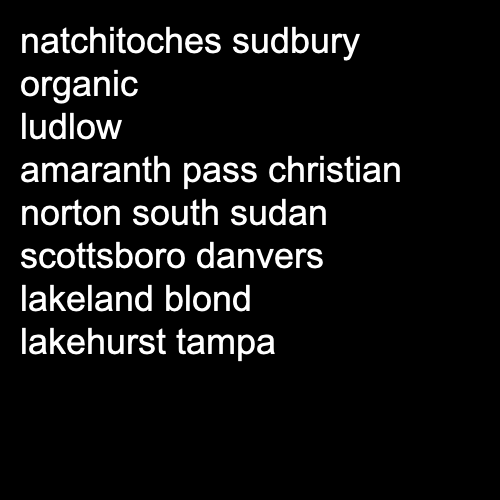 natchitoches sudbury
organic
ludlow
amaranth pass christian
norton south sudan
scottsboro danvers
lakeland blond
lakehurst tampa